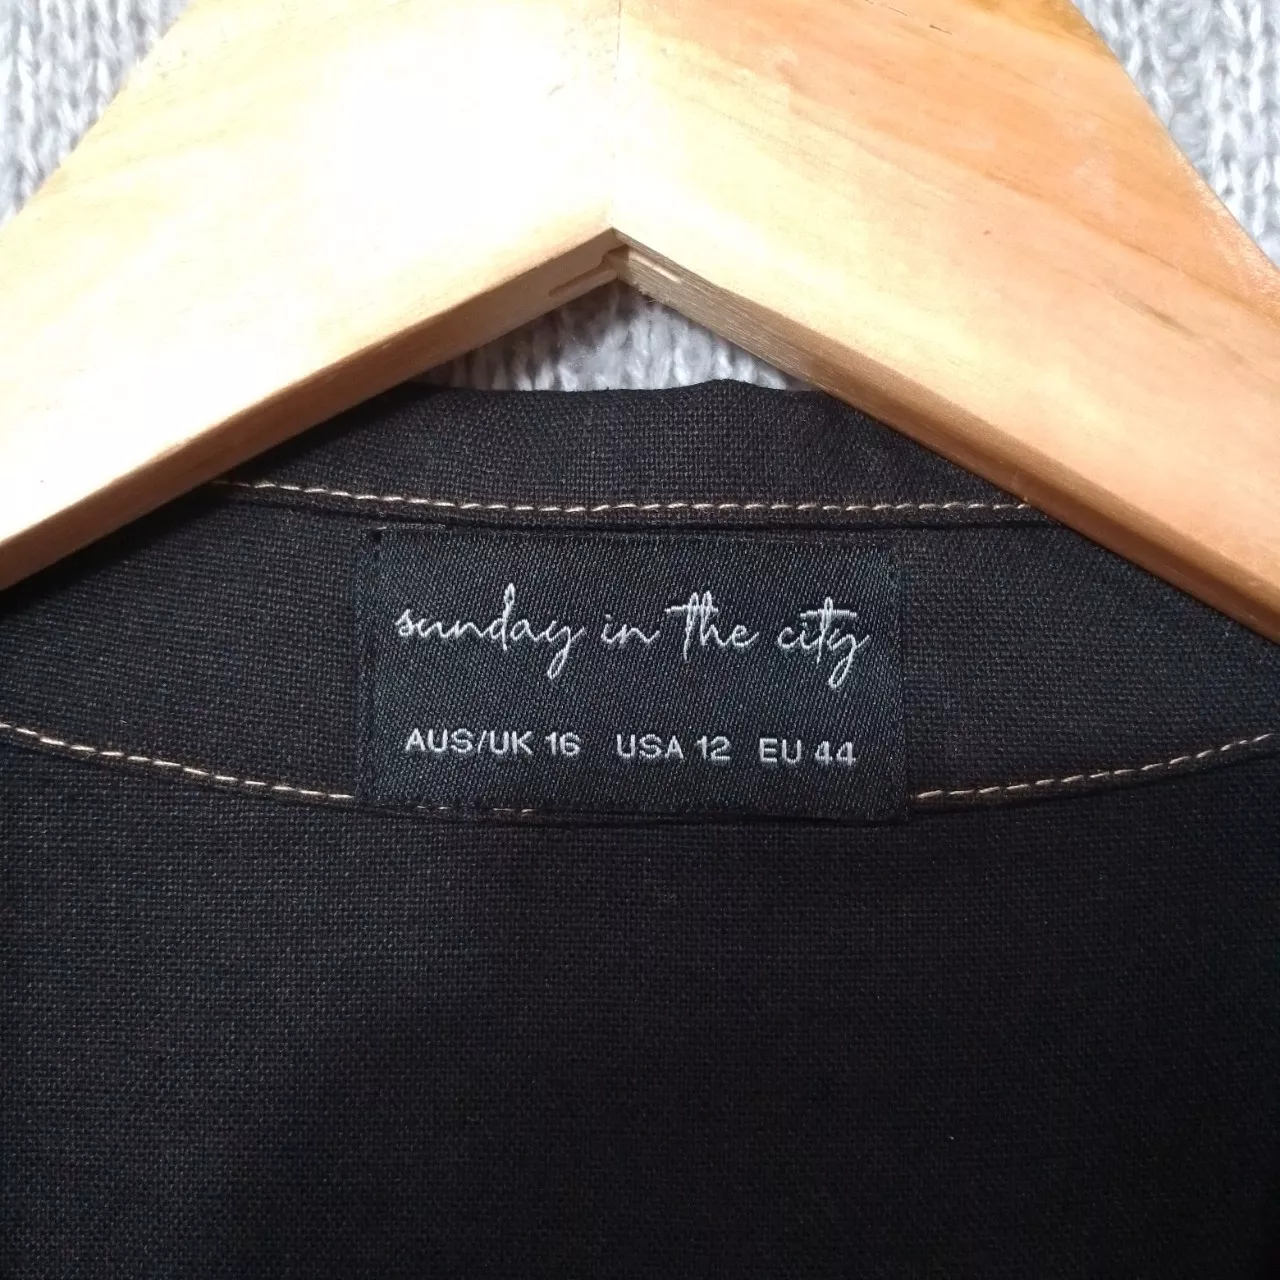 sunday in the city
AUS/UK 16 USA 12 EU 44